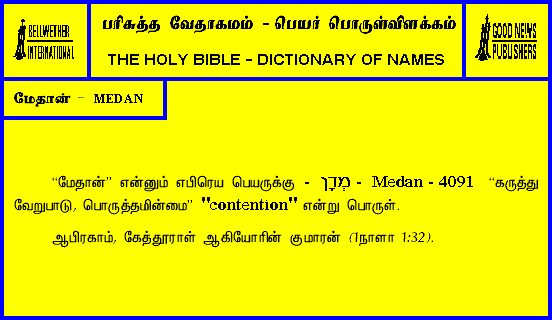 BELLWETHER
INTERNATIONAL
பரிசுத்த வேதாகமம் - பெயர் பொருள்விளக்கம்
THE HOLY BIBLE - DICTIONARY OF NAMES
GOOD NEWS
PUBLISHERS
மேதான் - MEDAN
“மேதான்” என்னும் எபிரெய பெயருக்கு - מְדָן - Medan - 4091 “கருத்து
வேறுபாடு, பொருத்தமின்மை” "contention" என்று பொருள்.
ஆபிரகாம், கேத்தூராள் ஆகியோரின் குமாரன் (1நாளா 1:32).